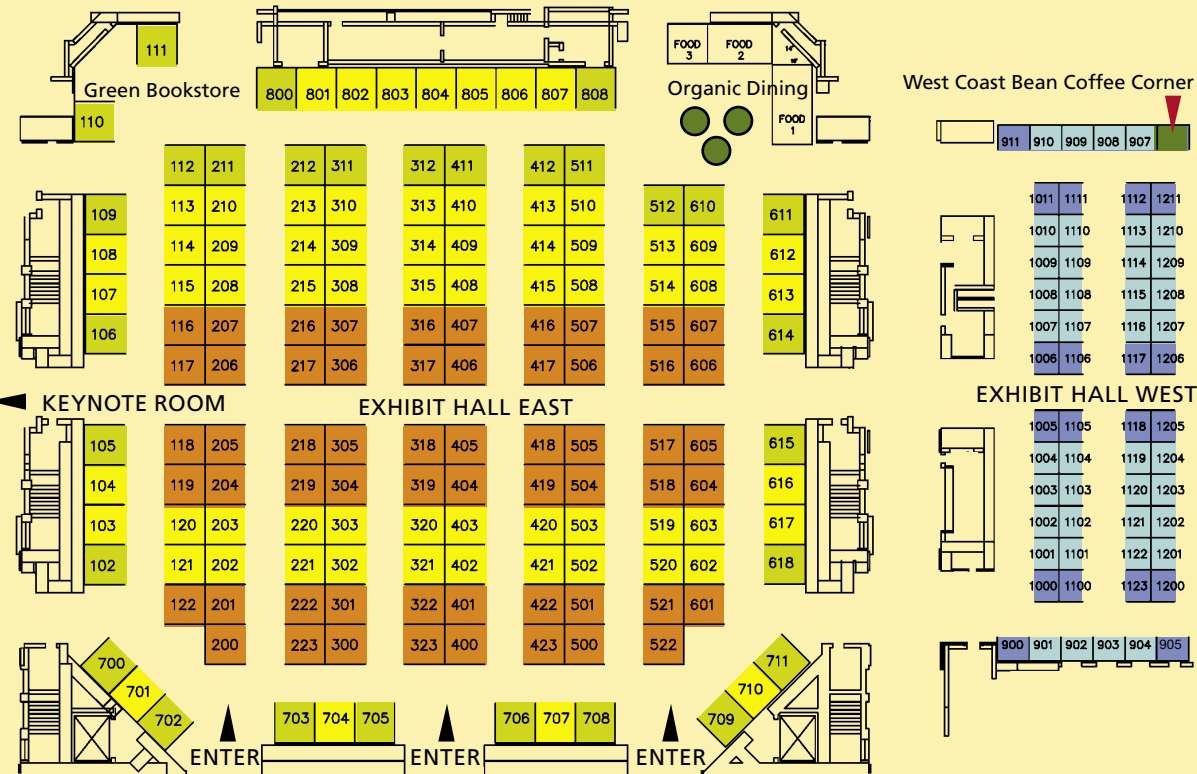 111
FOOD 3
FOOD 2
14'
Green Bookstore
800 801 802 803 804 805 806 807 808
Organic Dining
West Coast Bean Coffee Corner
110
FOOD 1
911 910 909 908 907
112 211 212 311 312 411 412 511
109 113 210 213 310 313 410 413 510 512 610 611 1011 1111 1112 1211
108 114 209 214 309 314 409 414 509 513 609 612 1010 1110 1113 1210
1009 1109 1114 1209
107 115 208 215 308 315 408 415 508 514 608 613 1008 1108 1115 1208
106 116 207 216 307 316 407 416 507 515 607 614 1007 1107 1116 1207
117 206 217 306 317 406 417 506 516 606 1006 1106 1117 1206
KEYNOTE ROOM
EXHIBIT HALL EAST
EXHIBIT HALL WEST
105 118 205 218 305 318 405 418 505 517 605 615 1005 1105 1118 1205
104 119 204 219 304 319 404 419 504 518 604 616 1004 1104 1119 1204
1003 1103 1120 1203
103 120 203 220 303 320 403 420 503 519 603 617 1002 1102 1121 1202
102 121 202 221 302 321 402 421 502 520 602 618 1001 1101 1122 1201
122 201 222 301 322 401 422 501 521 601 1000 1100 1123 1200
200 223 300 323 400 423 500 522 900 901 902 903 904 905
700 711
701 710
702 703 704 705 706 707 708 709
ENTER ENTER ENTER